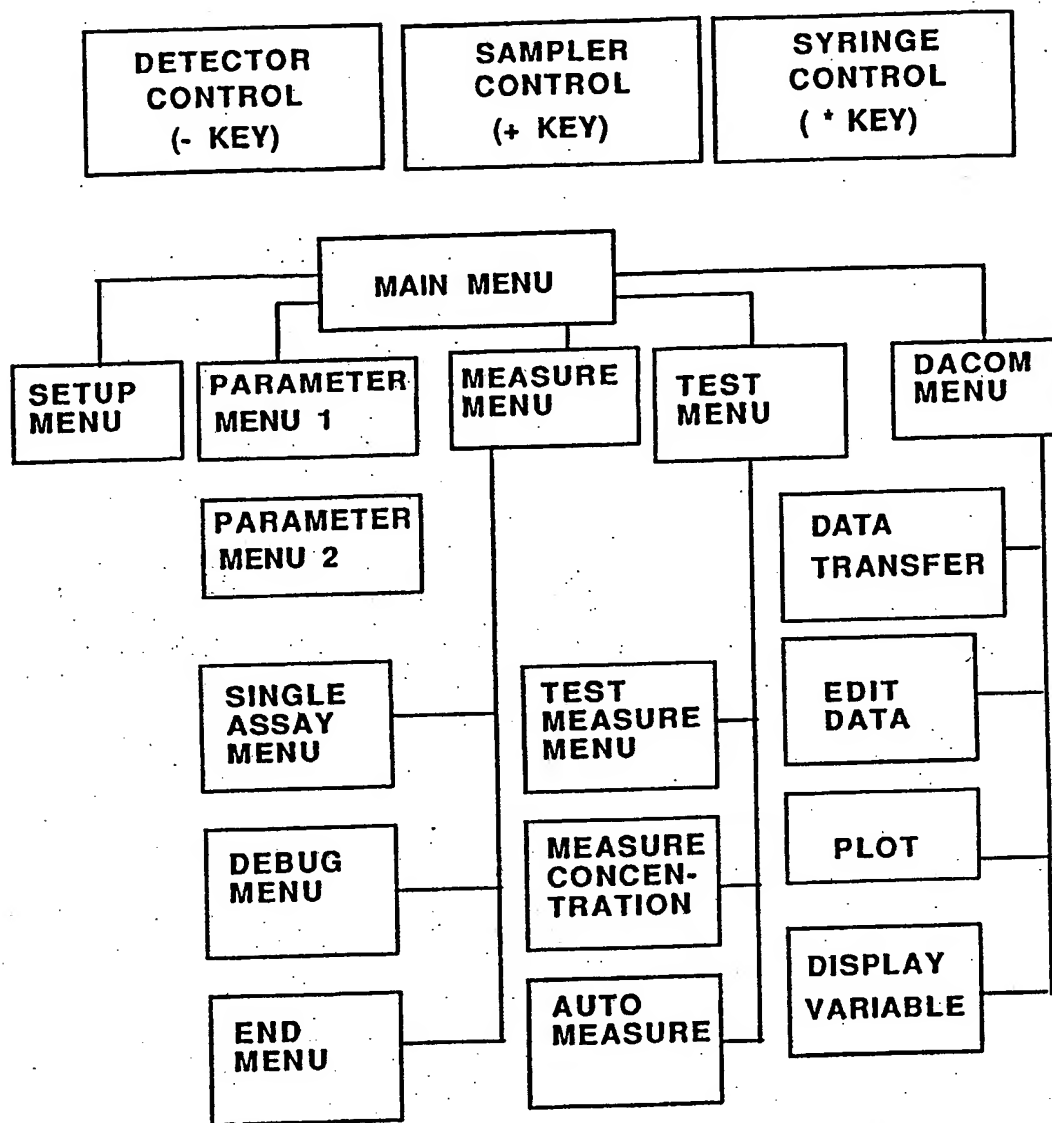 DETECTOR
CONTROL
(- KEY)
SAMPLER
CONTROL
(+ KEY)
SYRINGE
CONTROL
( * KEY)
MAIN MENU
SETUP
MENU
PARAMETER
MENU 1
MEASURE
MENU
TEST
MENU
DACOM
MENU
PARAMETER
MENU 2
DATA
TRANSFER
SINGLE
ASSAY
MENU
TEST
MEASURE
MENU
EDIT
DATA
DEBUG
MENU
MEASURE
CONCEN-
TRATION
PLOT
END
MENU
AUTO
MEASURE
DISPLAY
VARIABLE